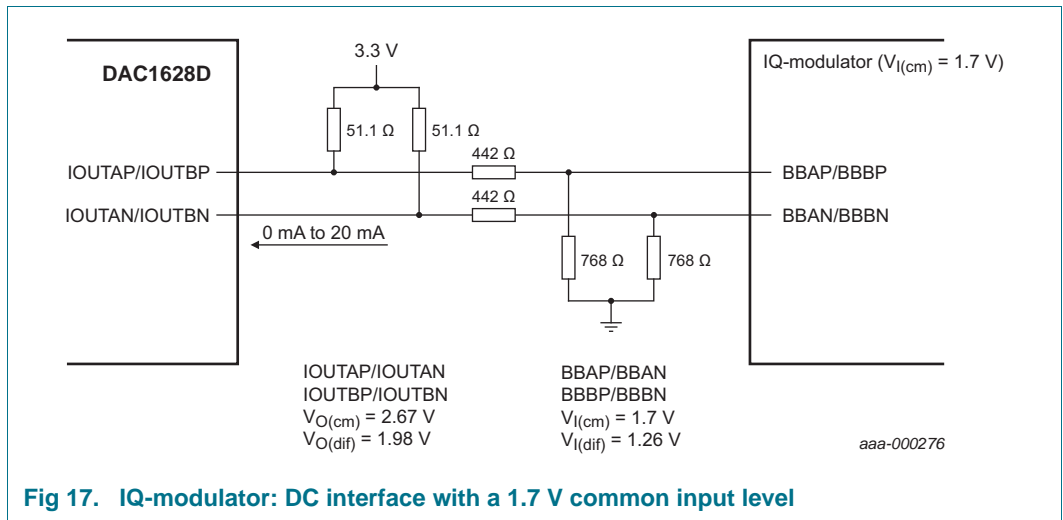 3.3 V
DAC1628D
IQ-modulator (VI(cm) = 1.7 V)
51.1 Ω
51.1 Ω
442 Ω
IOUTAP/IOUTBP
BBAP/BBBP
442 Ω
IOUTAN/IOUTBN
BBAN/BBBN
0 mA to 20 mA
768 Ω
768 Ω
IOUTAP/IOUTAN
IOUTBP/IOUTBN
VO(cm) = 2.67 V
VO(dif) = 1.98 V
BBAP/BBAN
BBBP/BBBN
VI(cm) = 1.7 V
VI(dif) = 1.26 V
aaa-000276
Fig 17. IQ-modulator: DC interface with a 1.7 V common input level